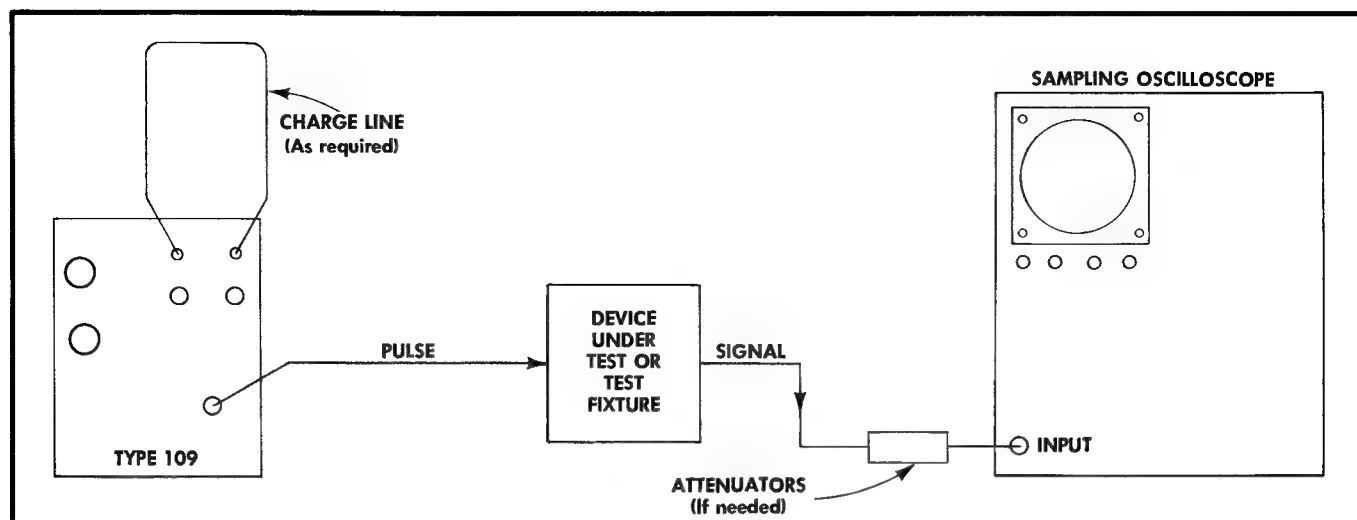 SAMPLING OSCILLOSCOPE
CHARGE LINE
(As required)
DEVICE
UNDER
TEST OR
TEST
FIXTURE
PULSE
SIGNAL
INPUT
TYPE 109
ATTENUATORS
(If needed)